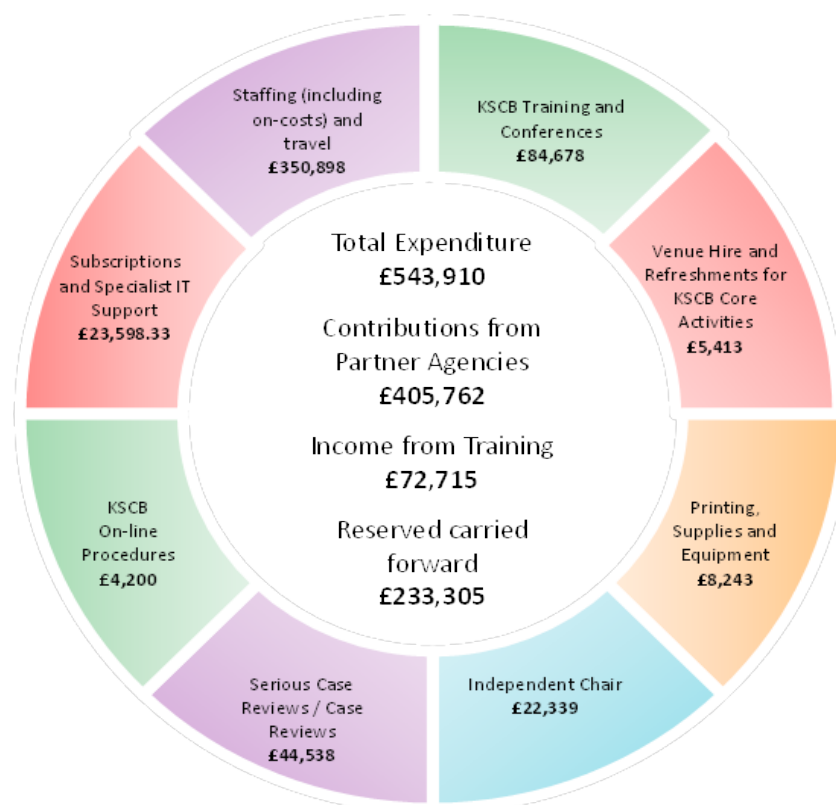 Staffing (including
on-costs) and
travel
£350,898
KSCB Training and
Conferences
£84,678
Venue Hire and
Refreshments for
KSCB Core
Activities
£5,413
Printing,
Supplies and
Equipment
£8,243
Independent Chair
£22,339
Serious Case
Reviews / Case
Reviews
£44,538
KSCB
On-line
Procedures
£4,200
Subscriptions
and Specialist IT
Support
£23,598.33
Total Expenditure
£543,910
Contributions from
Partner Agencies
£405,762
Income from Training
£72,715
Reserved carried
forward
£233,305